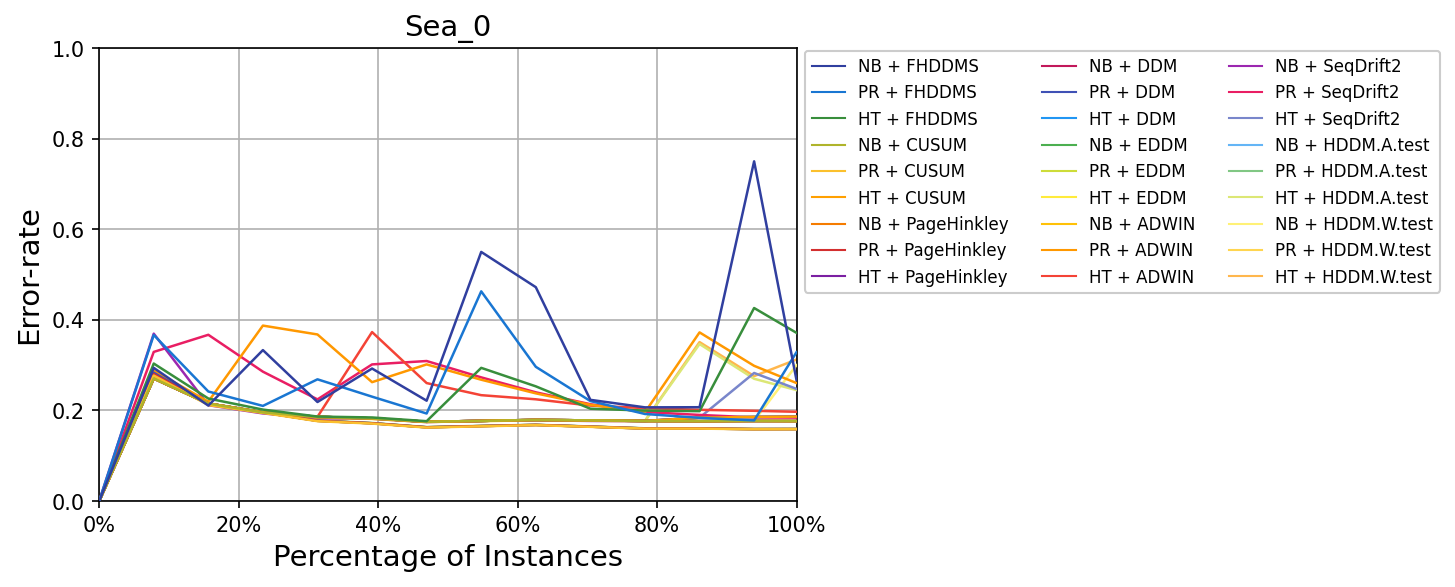 Sea_0
1.0
0.8
0.6
0.4
0.2
0.0
Error-rate
0% 20% 40% 60% 80% 100%
Percentage of Instances
NB + FHDDMS
PR + FHDDMS
HT + FHDDMS
NB + CUSUM
PR + CUSUM
HT + CUSUM
NB + PageHinkley
PR + PageHinkley
HT + PageHinkley
NB + DDM
PR + DDM
HT + DDM
NB + EDDM
PR + EDDM
HT + EDDM
NB + ADWIN
PR + ADWIN
HT + ADWIN
NB + SeqDrift2
PR + SeqDrift2
HT + SeqDrift2
NB + HDDM.A.test
PR + HDDM.A.test
HT + HDDM.A.test
NB + HDDM.W.test
PR + HDDM.W.test
HT + HDDM.W.test